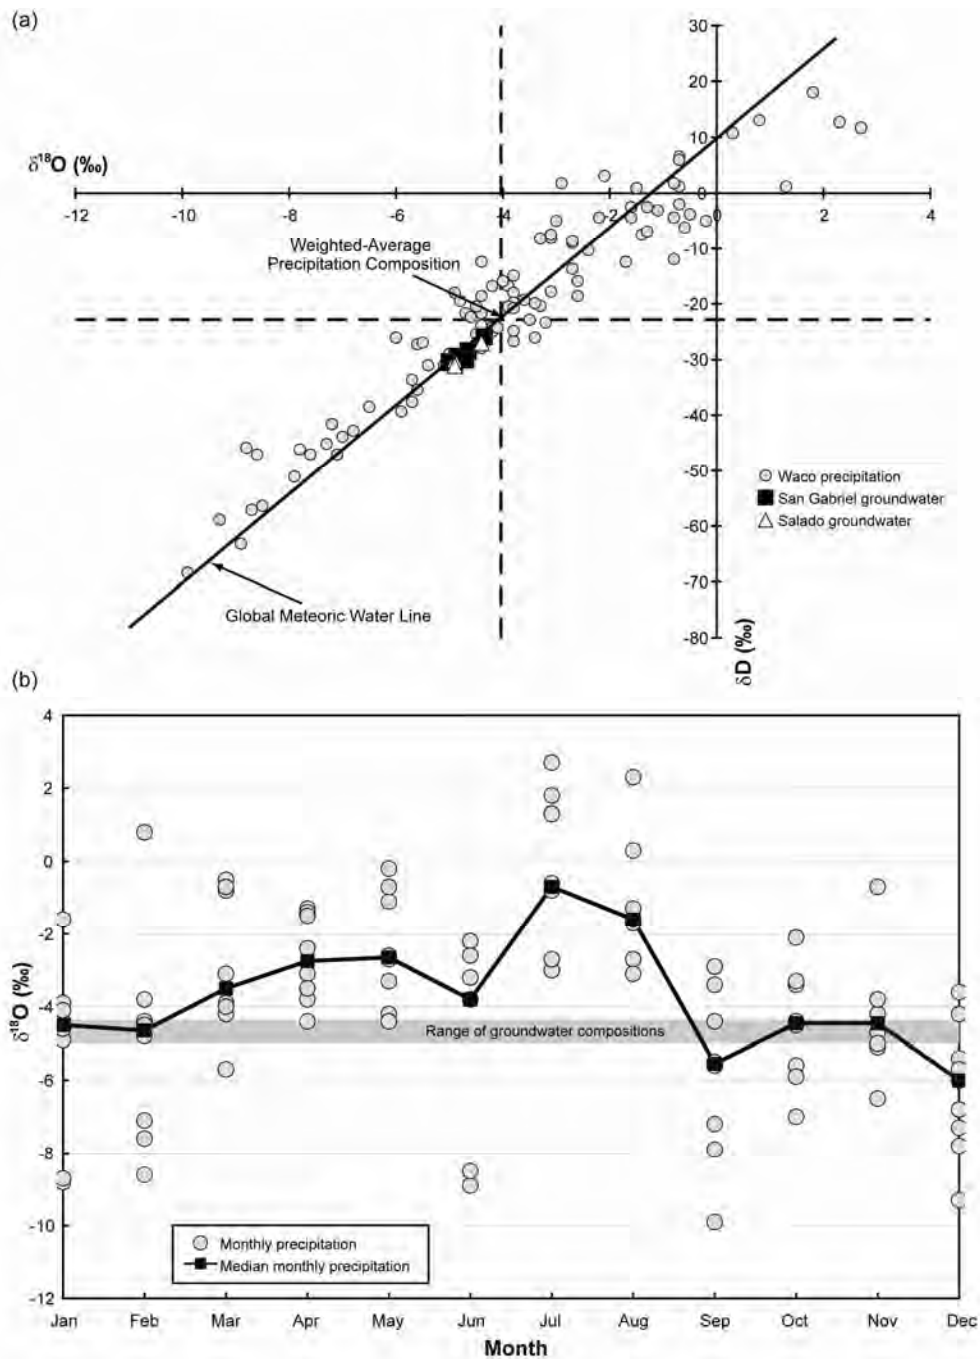 (a)
30
20
10
0
-10
-20
-30
-40
-50
-60
-70
-80
δ¹⁸O (‰)
-12
-10
-8
-6
-4
-2
0
2
4
Weighted-Average
Precipitation Composition
Waco precipitation
San Gabriel groundwater
Salado groundwater
Global Meteoric Water Line
δD (‰)
(b)
4
2
0
-2
-4
-6
-8
-10
-12
δ¹⁸O (‰)
Range of groundwater compositions
Monthly precipitation
Median monthly precipitation
Jan Feb Mar Apr May Jun Jul Aug Sep Oct Nov Dec
Month